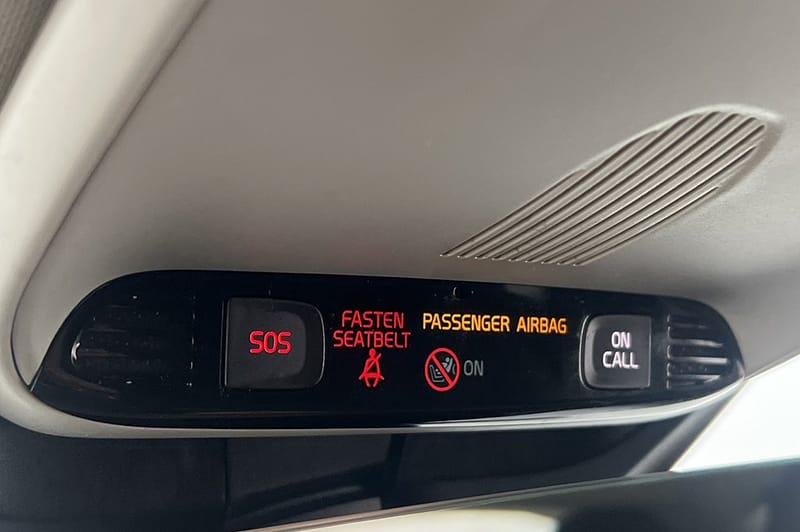 SOS
FASTEN
SEATBELT
PASSENGER AIRBAG
ON
ON
CALL